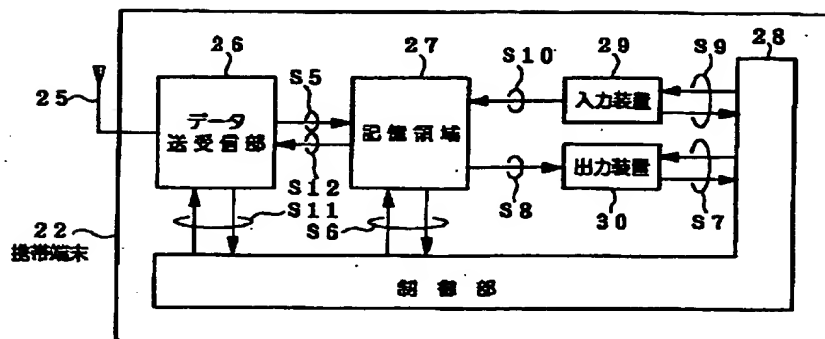 26
27
29
S9
28
25
S5
S10
データ
送受信部
記憶領域
入力装置
出力装置
S12
S11
S8
30
S7
22
携帯端末
S6
制御部